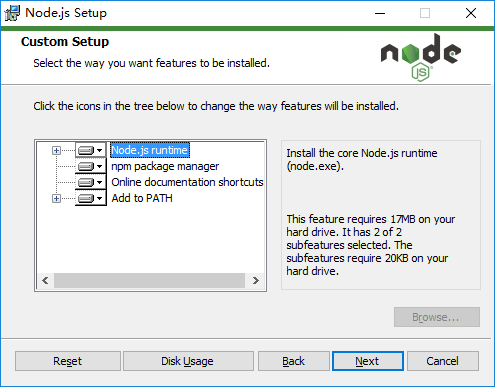 Node.js Setup
Custom Setup
Select the way you want features to be installed.
node
JS
Click the icons in the tree below to change the way features will be installed.
Node.js runtime
npm package manager
Online documentation shortcuts
Add to PATH
Install the core Node.js runtime
(node.exe).
This feature requires 17MB on your
hard drive. It has 2 of 2
subfeatures selected. The
subfeatures require 20KB on your
hard drive.
Browse...
Reset
Disk Usage
Back
Next
Cancel